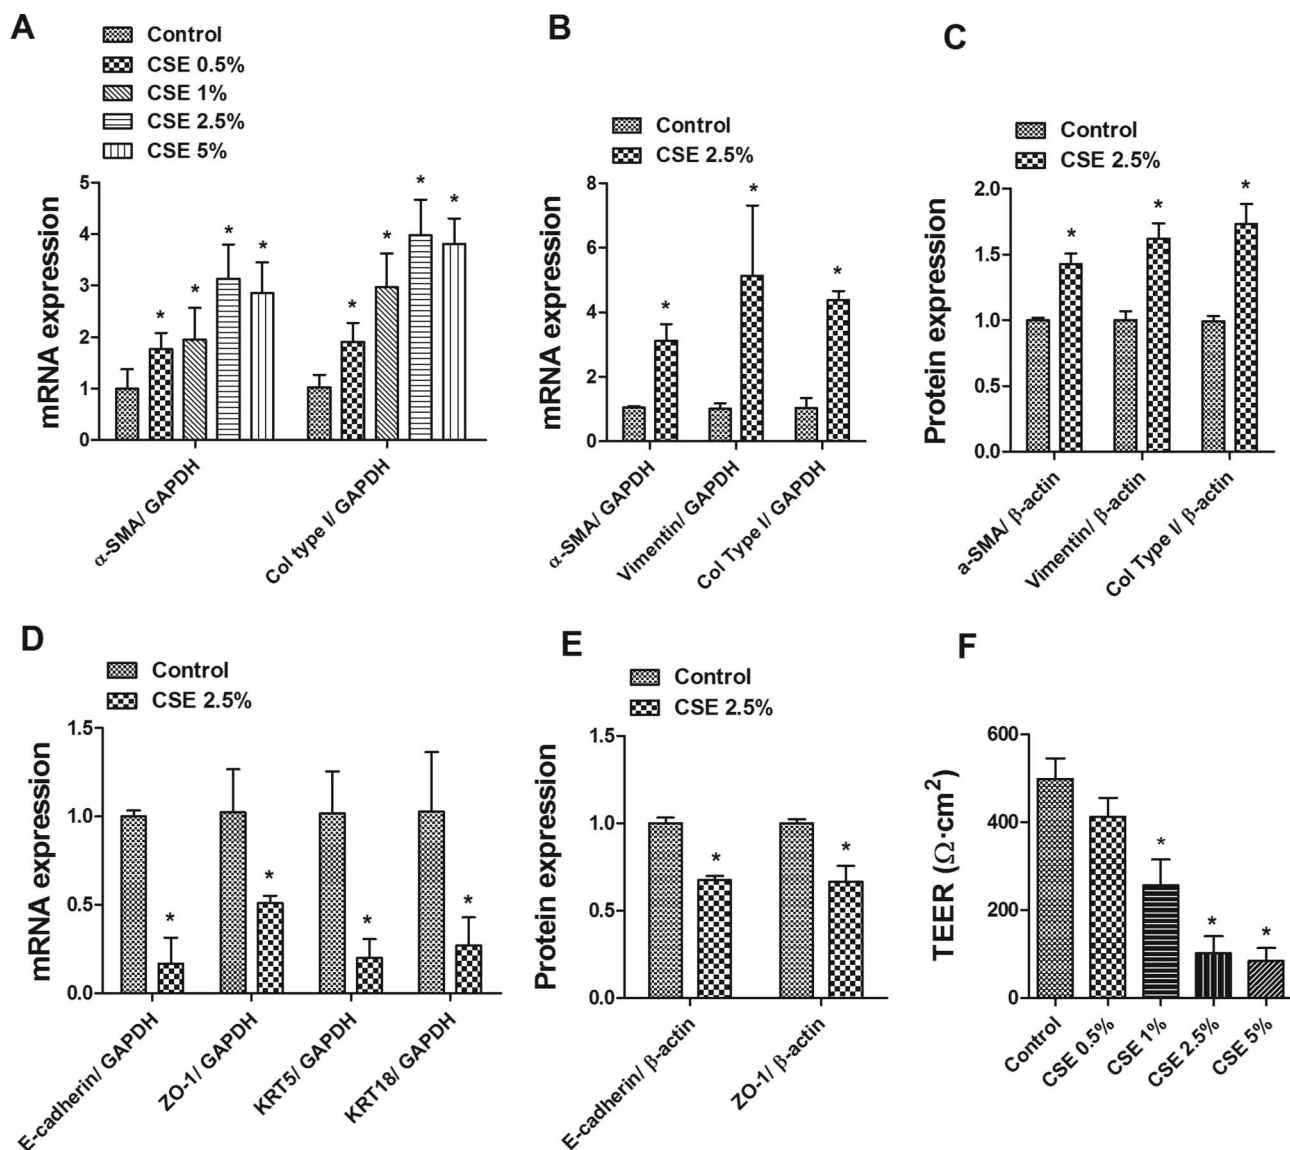 A
Control
CSE 0.5%
CSE 1%
CSE 2.5%
CSE 5%
mRNA expression
5
4
3
2
1
0
* * * * * * * *
α-SMA/ GAPDH
Col type I/ GAPDH
B
Control
CSE 2.5%
mRNA expression
8
6
4
2
0
* * *
α-SMA/ GAPDH
Vimentin/ GAPDH
Col Type I/ GAPDH
C
Control
CSE 2.5%
Protein expression
2.0
1.5
1.0
0.5
0.0
* * *
a-SMA/ β-actin
Vimentin/ β-actin
Col Type I/ β-actin
D
Control
CSE 2.5%
mRNA expression
1.5
1.0
0.5
0.0
* * * *
E-cadherin/ GAPDH
ZO-1/ GAPDH
KRT5/ GAPDH
KRT18/ GAPDH
E
Control
CSE 2.5%
Protein expression
1.5
1.0
0.5
0.0
* *
E-cadherin/ β-actin
ZO-1/ β-actin
F
TEER (Ω·cm²)
600
400
200
0
* * *
Control
CSE 0.5%
CSE 1%
CSE 2.5%
CSE 5%